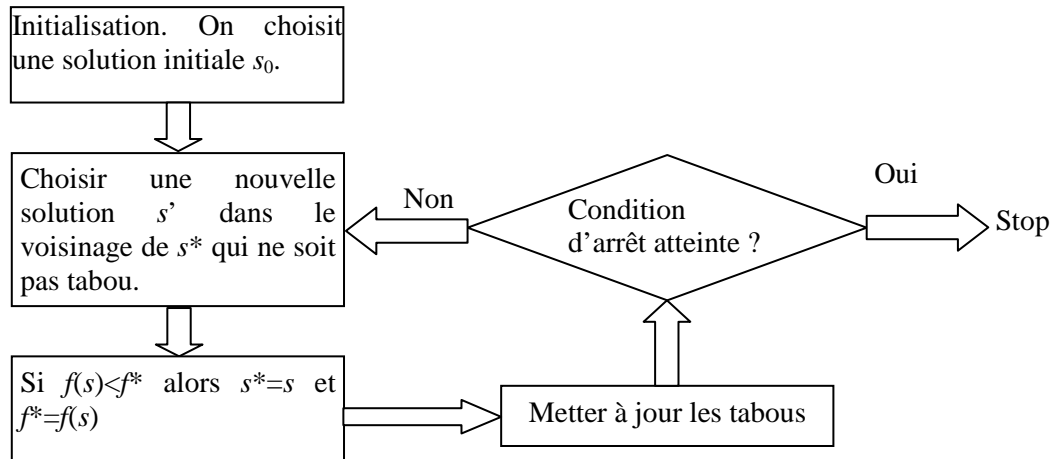 Initialisation. On choisit
une solution initiale s0.
Choisir une nouvelle
solution s’ dans le
voisinage de s* qui ne soit
pas tabou.
Si f(s)<f* alors s*=s et
f*=f(s)
Metter à jour les tabous
Condition
d’arrêt atteinte ?
Non
Oui
Stop